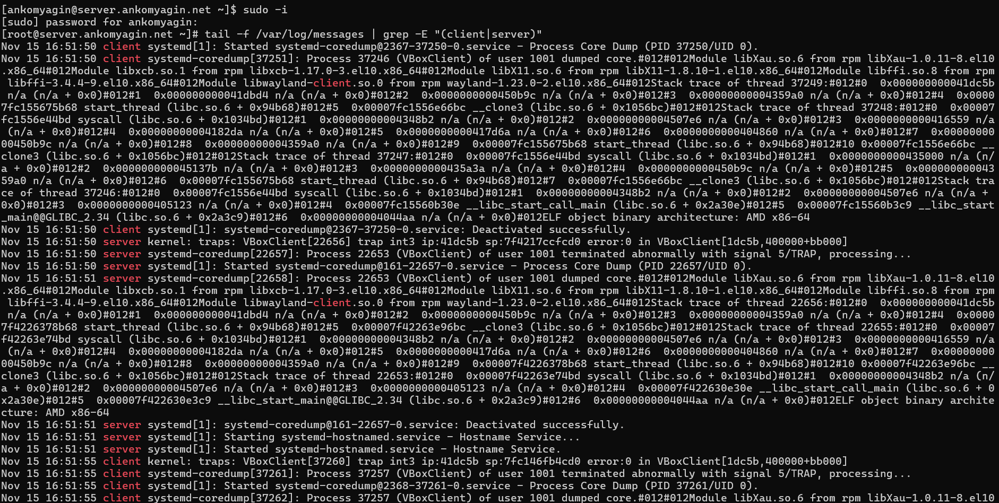 [ankomyagin@server.ankomyagin.net ~]$ sudo -i
[sudo] password for ankomyagin:
[root@server.ankomyagin.net ~]# tail -f /var/log/messages | grep -E "(client|server)"
Nov 15 16:51:50 client systemd[1]: Started systemd-coredump@2367-37250-0.service - Process Core Dump (PID 37250/UID 0).
Nov 15 16:51:50 client systemd-coredump[37251]: Process 37246 (VBoxClient) of user 1001 dumped core.#012#012Module libXau.so.6 from rpm libXau-1.0.11-8.el10
.x86_64#012Module libxcb.so.1 from rpm libxcb-1.17.0-3.el10.x86_64#012Module libX11.so.6 from rpm libX11-1.8.10-1.el10.x86_64#012Module libffi.so.8 from rpm
 libffi-3.4.4-9.el10.x86_64#012Module libwayland-client.so.0 from rpm wayland-1.23.0-2.el10.x86_64#012Stack trace of thread 37249:#012#0  0x000000000041dc5b
 n/a (n/a + 0x0)#012#1  0x000000000041dbd4 n/a (n/a + 0x0)#012#2  0x0000000000450b9c n/a (n/a + 0x0)#012#3  0x00000000004359a0 n/a (n/a + 0x0)#012#4  0x0000
7fc155675b68 start_thread (libc.so.6 + 0x94b68)#012#5  0x00007fc1556e66bc __clone3 (libc.so.6 + 0x1056bc)#012#012Stack trace of thread 37248:#012#0  0x00007
fc1556e44bd syscall (libc.so.6 + 0x1034bd)#012#1  0x00000000004348b2 n/a (n/a + 0x0)#012#2  0x00000000004507e6 n/a (n/a + 0x0)#012#3  0x0000000000416559 n/a
 (n/a + 0x0)#012#4  0x00000000004182da n/a (n/a + 0x0)#012#5  0x0000000000417d6a n/a (n/a + 0x0)#012#6  0x0000000000404860 n/a (n/a + 0x0)#012#7  0x000000000
00450b9c n/a (n/a + 0x0)#012#8  0x00000000004359a0 n/a (n/a + 0x0)#012#9  0x00007fc155675b68 start_thread (libc.so.6 + 0x94b68)#012#10 0x00007fc1556e66bc __
clone3 (libc.so.6 + 0x1056bc)#012#012Stack trace of thread 37247:#012#0  0x00007fc1556e44bd syscall (libc.so.6 + 0x1034bd)#012#1  0x0000000000435000 n/a (n/
a + 0x0)#012#2  0x000000000045137b n/a (n/a + 0x0)#012#3  0x0000000000435a3a n/a (n/a + 0x0)#012#4  0x0000000000450b9c n/a (n/a + 0x0)#012#5  0x000000000043
59a0 n/a (n/a + 0x0)#012#6  0x00007fc155675b68 start_thread (libc.so.6 + 0x94b68)#012#7  0x00007fc1556e66bc __clone3 (libc.so.6 + 0x1056bc)#012#012Stack tra
ce of thread 37246:#012#0  0x00007fc1556e44bd syscall (libc.so.6 + 0x1034bd)#012#1  0x00000000004348b2 n/a (n/a + 0x0)#012#2  0x00000000004507e6 n/a (n/a + 
0x0)#012#3  0x0000000000405123 n/a (n/a + 0x0)#012#4  0x00007fc15560b30e __libc_start_call_main (libc.so.6 + 0x2a30e)#012#5  0x00007fc15560b3c9 __libc_start
_main@@GLIBC_2.34 (libc.so.6 + 0x2a3c9)#012#6  0x00000000004044aa n/a (n/a + 0x0)#012ELF object binary architecture: AMD x86-64
Nov 15 16:51:50 client systemd[1]: systemd-coredump@2367-37250-0.service: Deactivated successfully.
Nov 15 16:51:50 server kernel: traps: VBoxClient[22656] trap int3 ip:41dc5b sp:7f4217ccfcd0 error:0 in VBoxClient[1dc5b,400000+bb000]
Nov 15 16:51:50 server systemd-coredump[22657]: Process 22653 (VBoxClient) of user 1001 terminated abnormally with signal 5/TRAP, processing...
Nov 15 16:51:50 server systemd[1]: Started systemd-coredump@161-22657-0.service - Process Core Dump (PID 22657/UID 0).
Nov 15 16:51:51 server systemd-coredump[22658]: Process 22653 (VBoxClient) of user 1001 dumped core.#012#012Module libXau.so.6 from rpm libXau-1.0.11-8.el10
.x86_64#012Module libxcb.so.1 from rpm libxcb-1.17.0-3.el10.x86_64#012Module libX11.so.6 from rpm libX11-1.8.10-1.el10.x86_64#012Module libffi.so.8 from rpm
 libffi-3.4.4-9.el10.x86_64#012Module libwayland-client.so.0 from rpm wayland-1.23.0-2.el10.x86_64#012Stack trace of thread 22656:#012#0  0x000000000041dc5b
 n/a (n/a + 0x0)#012#1  0x000000000041dbd4 n/a (n/a + 0x0)#012#2  0x0000000000450b9c n/a (n/a + 0x0)#012#3  0x00000000004359a0 n/a (n/a + 0x0)#012#4  0x0000
7f4226378b68 start_thread (libc.so.6 + 0x94b68)#012#5  0x00007f42263e96bc __clone3 (libc.so.6 + 0x1056bc)#012#012Stack trace of thread 22655:#012#0  0x00007
f42263e74bd syscall (libc.so.6 + 0x1034bd)#012#1  0x00000000004348b2 n/a (n/a + 0x0)#012#2  0x00000000004507e6 n/a (n/a + 0x0)#012#3  0x0000000000416559 n/a
 (n/a + 0x0)#012#4  0x00000000004182da n/a (n/a + 0x0)#012#5  0x0000000000417d6a n/a (n/a + 0x0)#012#6  0x0000000000404860 n/a (n/a + 0x0)#012#7  0x000000000
00450b9c n/a (n/a + 0x0)#012#8  0x00000000004359a0 n/a (n/a + 0x0)#012#9  0x00007f4226378b68 start_thread (libc.so.6 + 0x94b68)#012#10 0x00007f42263e96bc __
clone3 (libc.so.6 + 0x1056bc)#012#012Stack trace of thread 22653:#012#0  0x00007f42263e74bd syscall (libc.so.6 + 0x1034bd)#012#1  0x00000000004348b2 n/a (n/
a + 0x0)#012#2  0x00000000004507e6 n/a (n/a + 0x0)#012#3  0x0000000000405123 n/a (n/a + 0x0)#012#4  0x00007f422630e30e __libc_start_call_main (libc.so.6 + 0
x2a30e)#012#5  0x00007f422630e3c9 __libc_start_main@@GLIBC_2.34 (libc.so.6 + 0x2a3c9)#012#6  0x00000000004044aa n/a (n/a + 0x0)#012ELF object binary archite
cture: AMD x86-64
Nov 15 16:51:51 server systemd[1]: systemd-coredump@161-22657-0.service: Deactivated successfully.
Nov 15 16:51:51 server systemd[1]: Starting systemd-hostnamed.service - Hostname Service...
Nov 15 16:51:51 server systemd[1]: Started systemd-hostnamed.service - Hostname Service.
Nov 15 16:51:55 client kernel: traps: VBoxClient[37260] trap int3 ip:41dc5b sp:7fc146fb4cd0 error:0 in VBoxClient[1dc5b,400000+bb000]
Nov 15 16:51:55 client systemd-coredump[37261]: Process 37257 (VBoxClient) of user 1001 terminated abnormally with signal 5/TRAP, processing...
Nov 15 16:51:55 client systemd[1]: Started systemd-coredump@2368-37261-0.service - Process Core Dump (PID 37261/UID 0).
Nov 15 16:51:55 client systemd-coredump[37262]: Process 37257 (VBoxClient) of user 1001 dumped core.#012#012Module libXau.so.6 from rpm libXau-1.0.11-8.el10